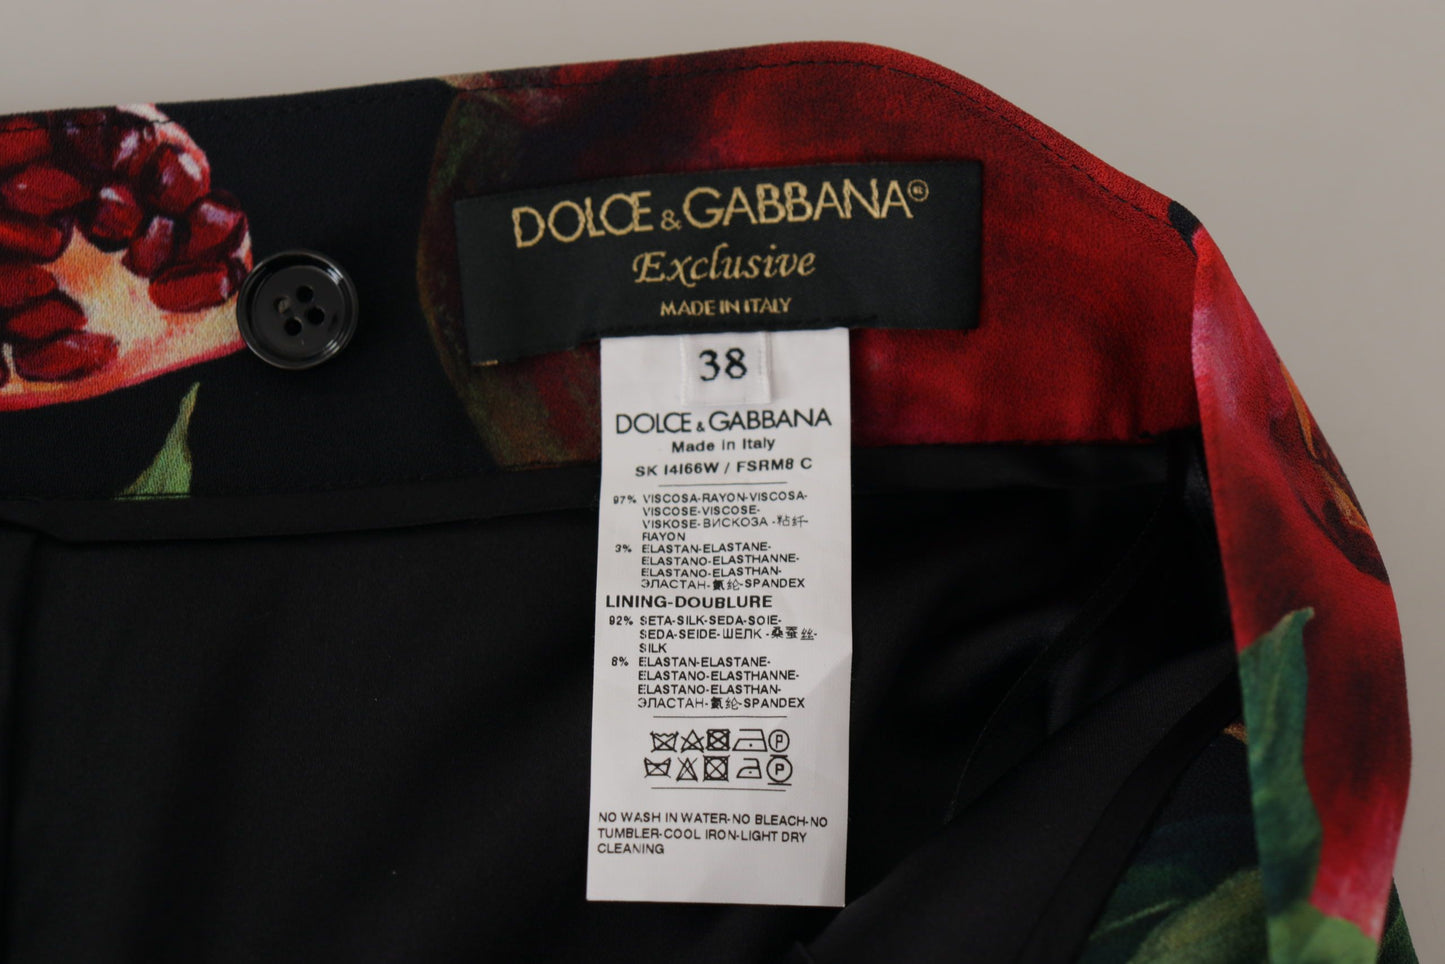 DOLCE & GABBANA®
Exclusive
MADE IN ITALY
38
DOLCE & GABBANA
Made in Italy
SK 14166W / FSRM8 C
97% VISCOSA-RAYON-VISCOSA-
VISCOSE-VISCOSE-
VISKOSE-ВИСКОЗА -粘纤-
RAYON
3% ELASTAN-ELASTANE-
ELASTANO-ELASTHANNE-
ELASTANO-ELASTHAN-
ЭЛАСТАН-氨纶-SPANDEX
LINING-DOUBLURE
92% SETA-SILK-SEDA-SOIE-
SEDA-SEIDE-ШЕЛК -桑蚕丝-
SILK
8% ELASTAN-ELASTANE-
ELASTANO-ELASTHANNE-
ELASTANO-ELASTHAN-
ЭЛАСТАН-氨纶-SPANDEX
P
P
NO WASH IN WATER-NO BLEACH-NO
TUMBLER-COOL IRON-LIGHT DRY
CLEANING